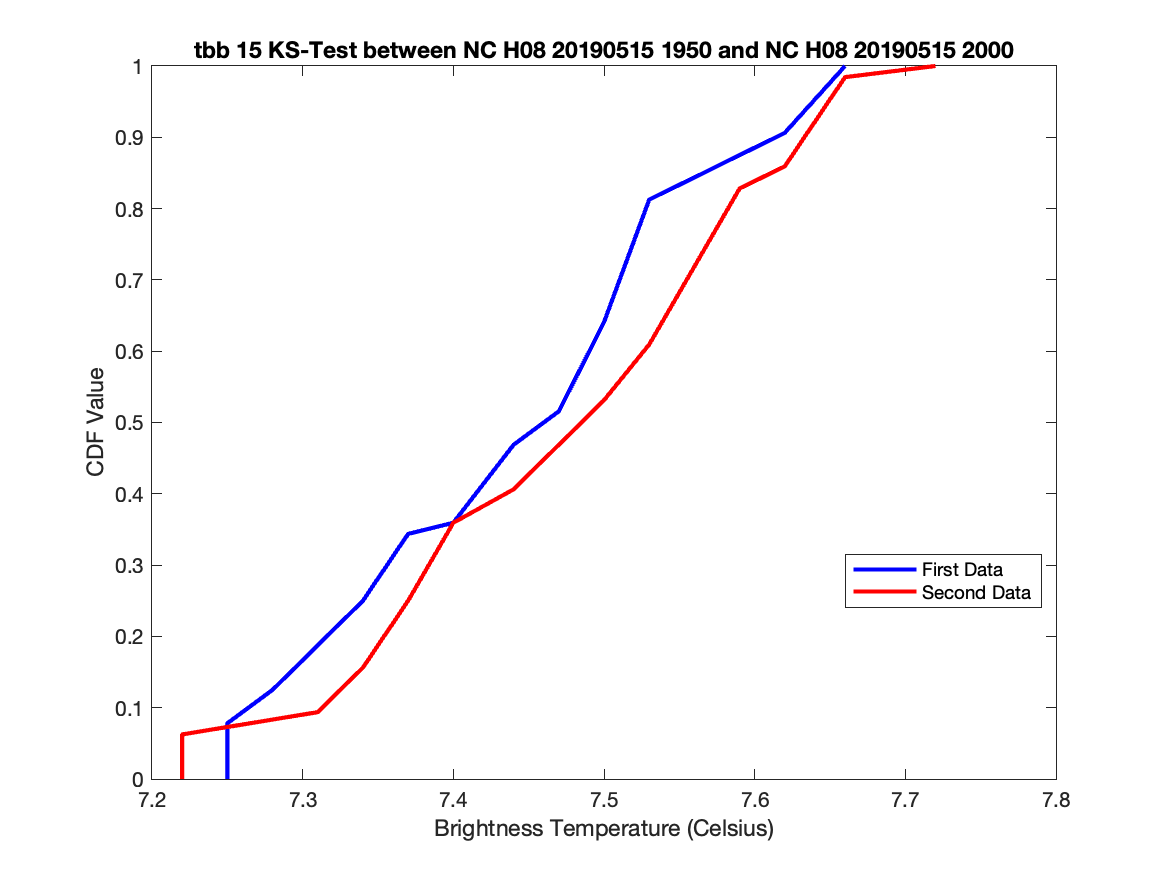 tbb 15 KS-Test between NC H08 20190515 1950 and NC H08 20190515 2000
1
0.9
0.8
0.7
0.6
0.5
0.4
0.3
0.2
0.1
0
CDF Value
First Data
Second Data
7.2 7.3 7.4 7.5 7.6 7.7 7.8
Brightness Temperature (Celsius)